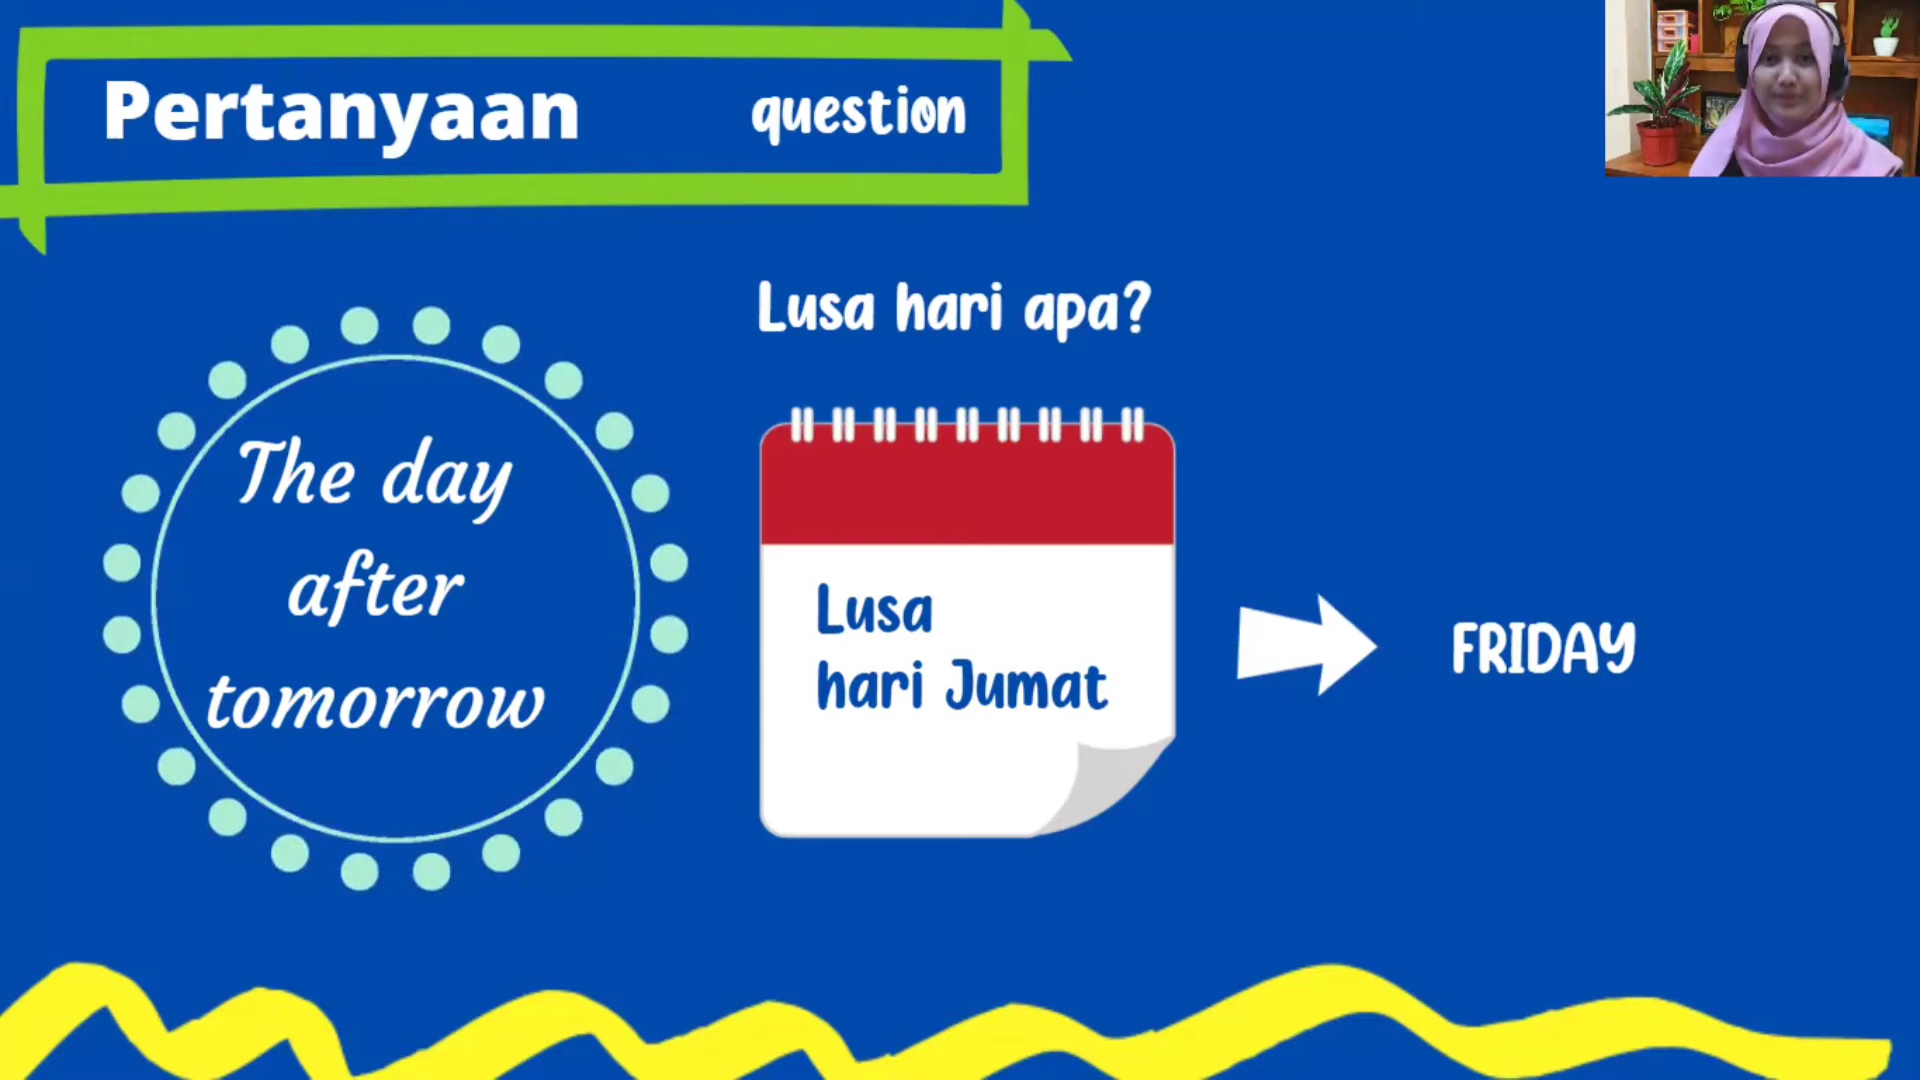 Pertanyaan question
Lusa hari apa?
The day
after
tomorrow
Lusa
hari Jumat
FRIDAY